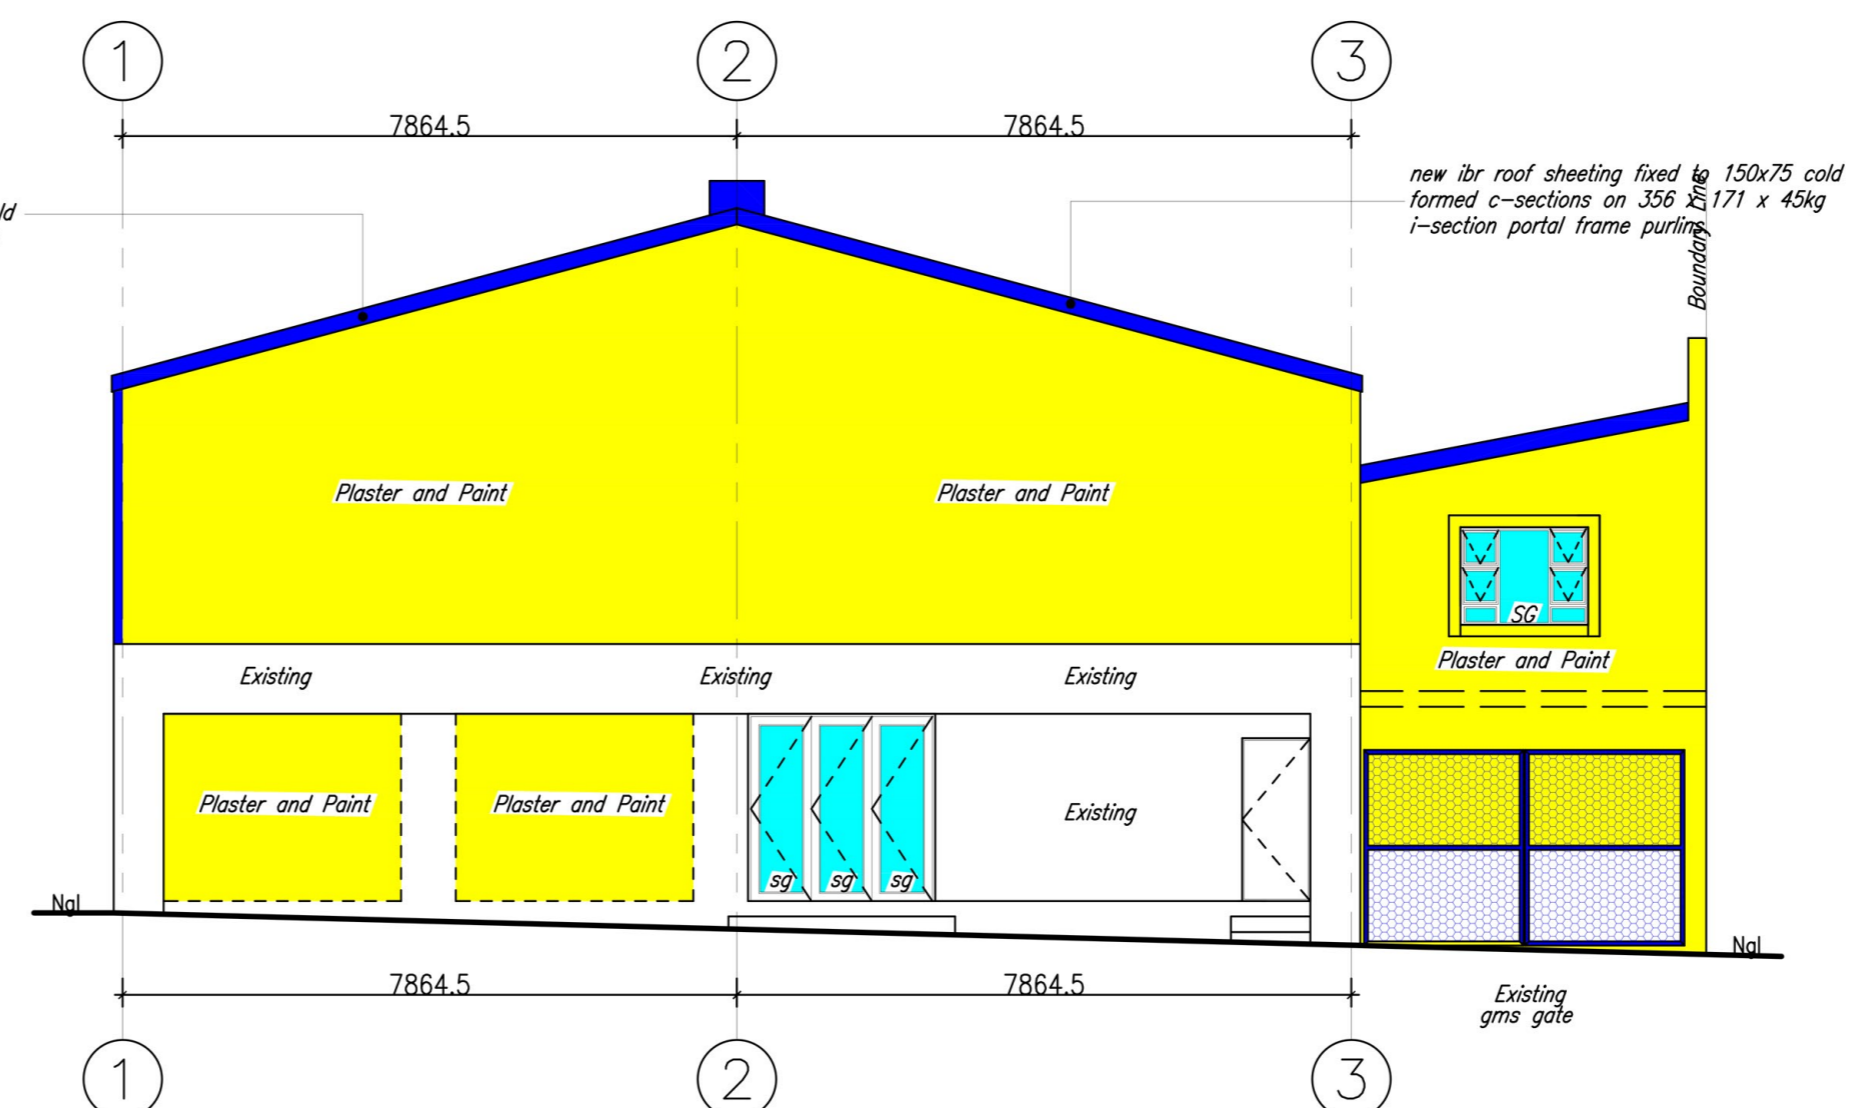 1
2
3
7864.5
7864.5
new ibr roof sheeting fixed to 150x75 cold
formed c-sections on 356 x 171 x 45kg
i-section portal frame purlins
ld
Boundary Line
Plaster and Paint
Plaster and Paint
SG
Plaster and Paint
Existing
Existing
Existing
Plaster and Paint
Plaster and Paint
Existing
sg
sg
sg
Ngl
Ngl
7864.5
7864.5
Existing
gms gate
1
2
3